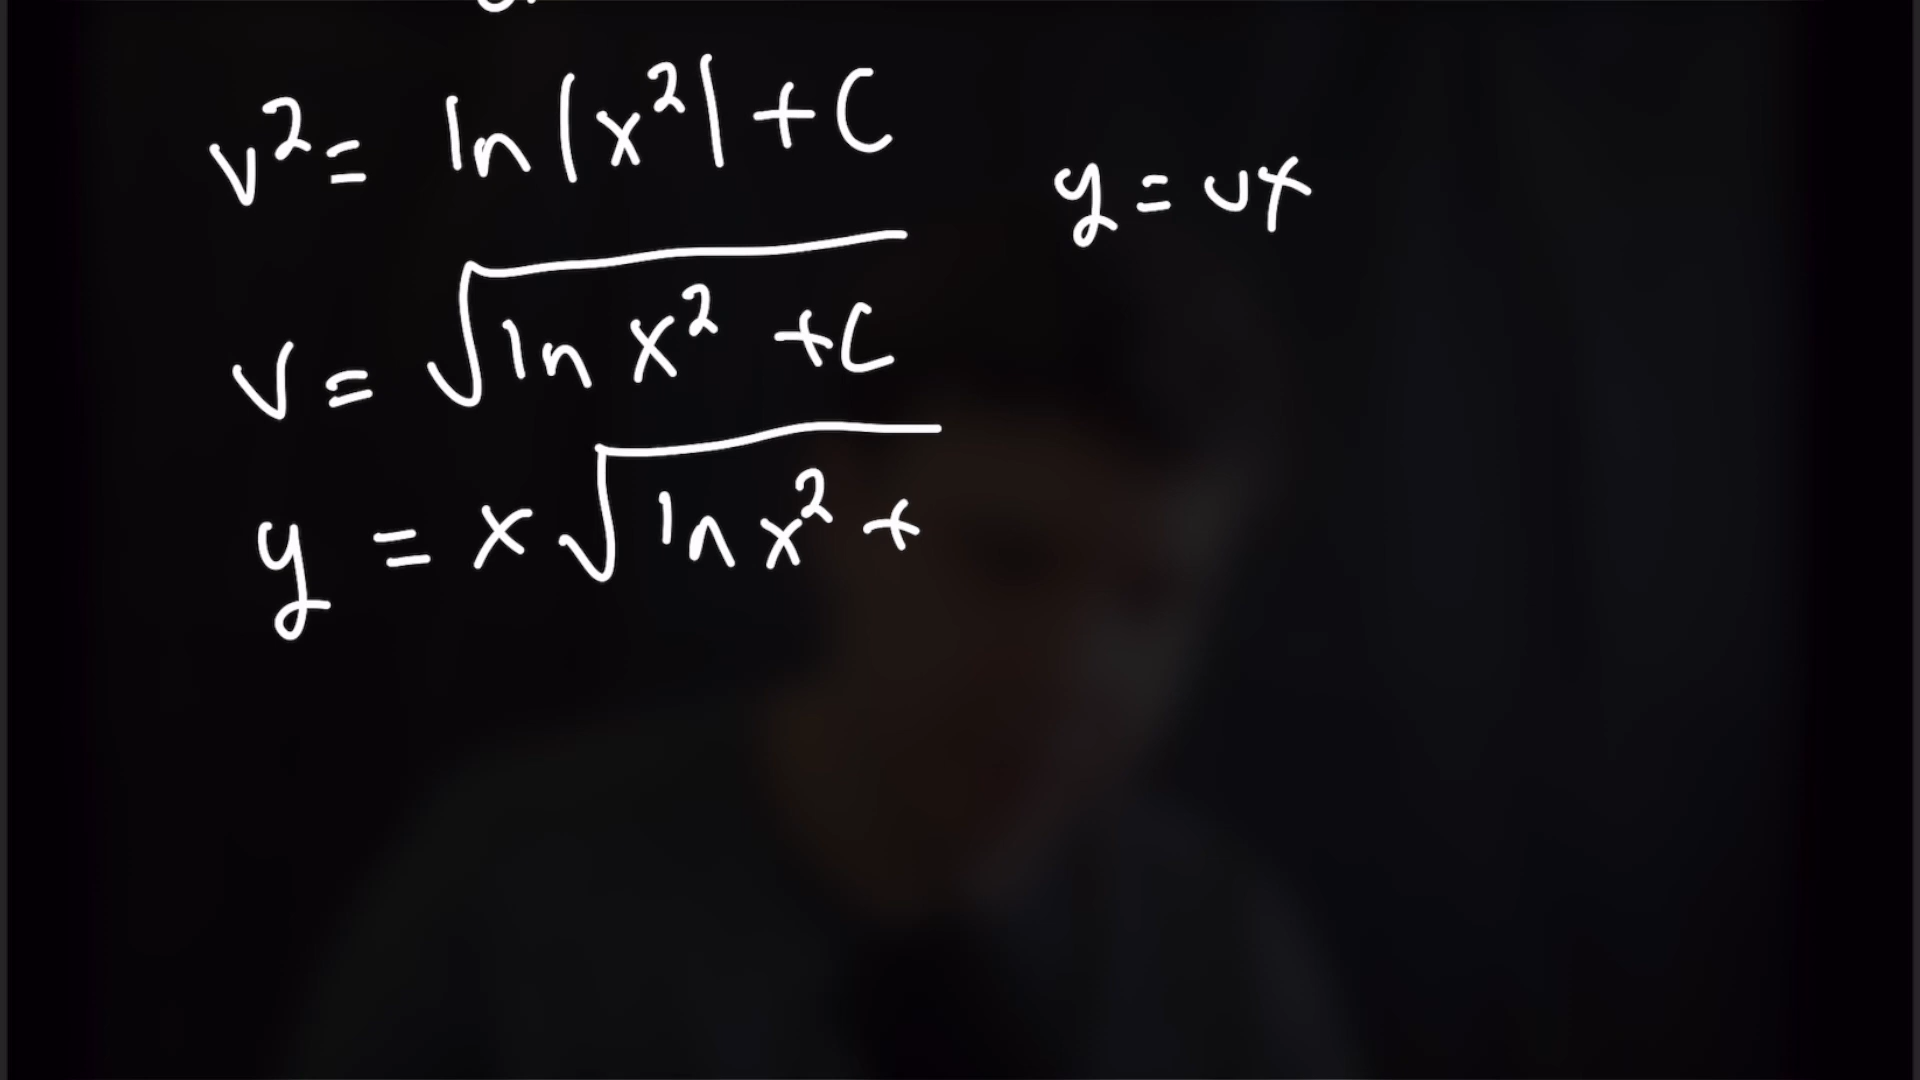 v² = ln|x²| + C
y = vx
v = √(ln x² + C)
y = x√(ln x² +